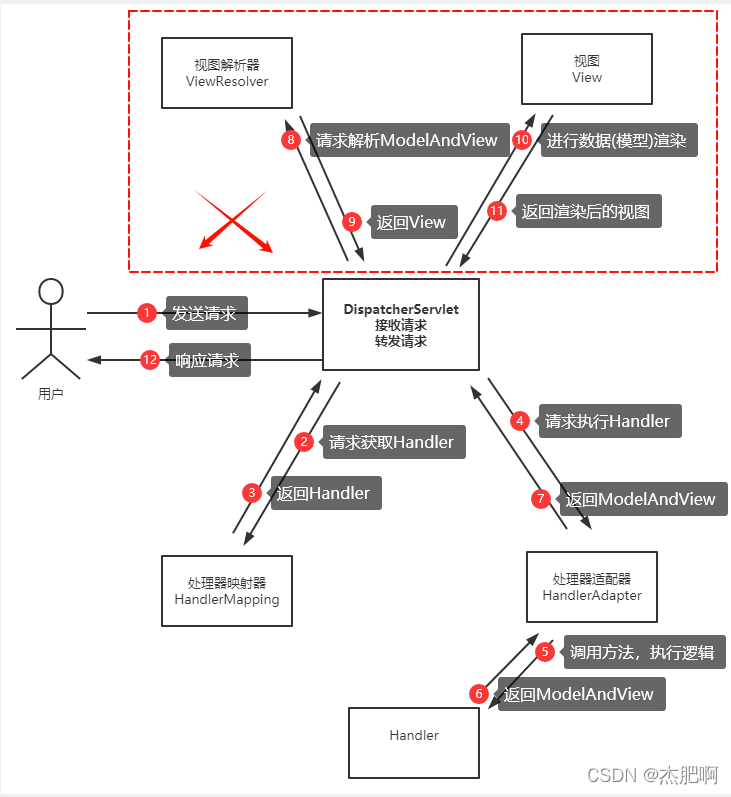 视图解析器
ViewResolver
视图
View
8 请求解析ModelAndView
10 进行数据(模型)渲染
9 返回View
11 返回渲染后的视图
DispatcherServlet
接收请求
转发请求
1 发送请求
12 响应请求
用户
4 请求执行Handler
2 请求获取Handler
3 返回Handler
7 返回ModelAndView
处理器映射器
HandlerMapping
处理器适配器
HandlerAdapter
5 调用方法，执行逻辑
6 返回ModelAndView
Handler
CSDN @杰肥啊